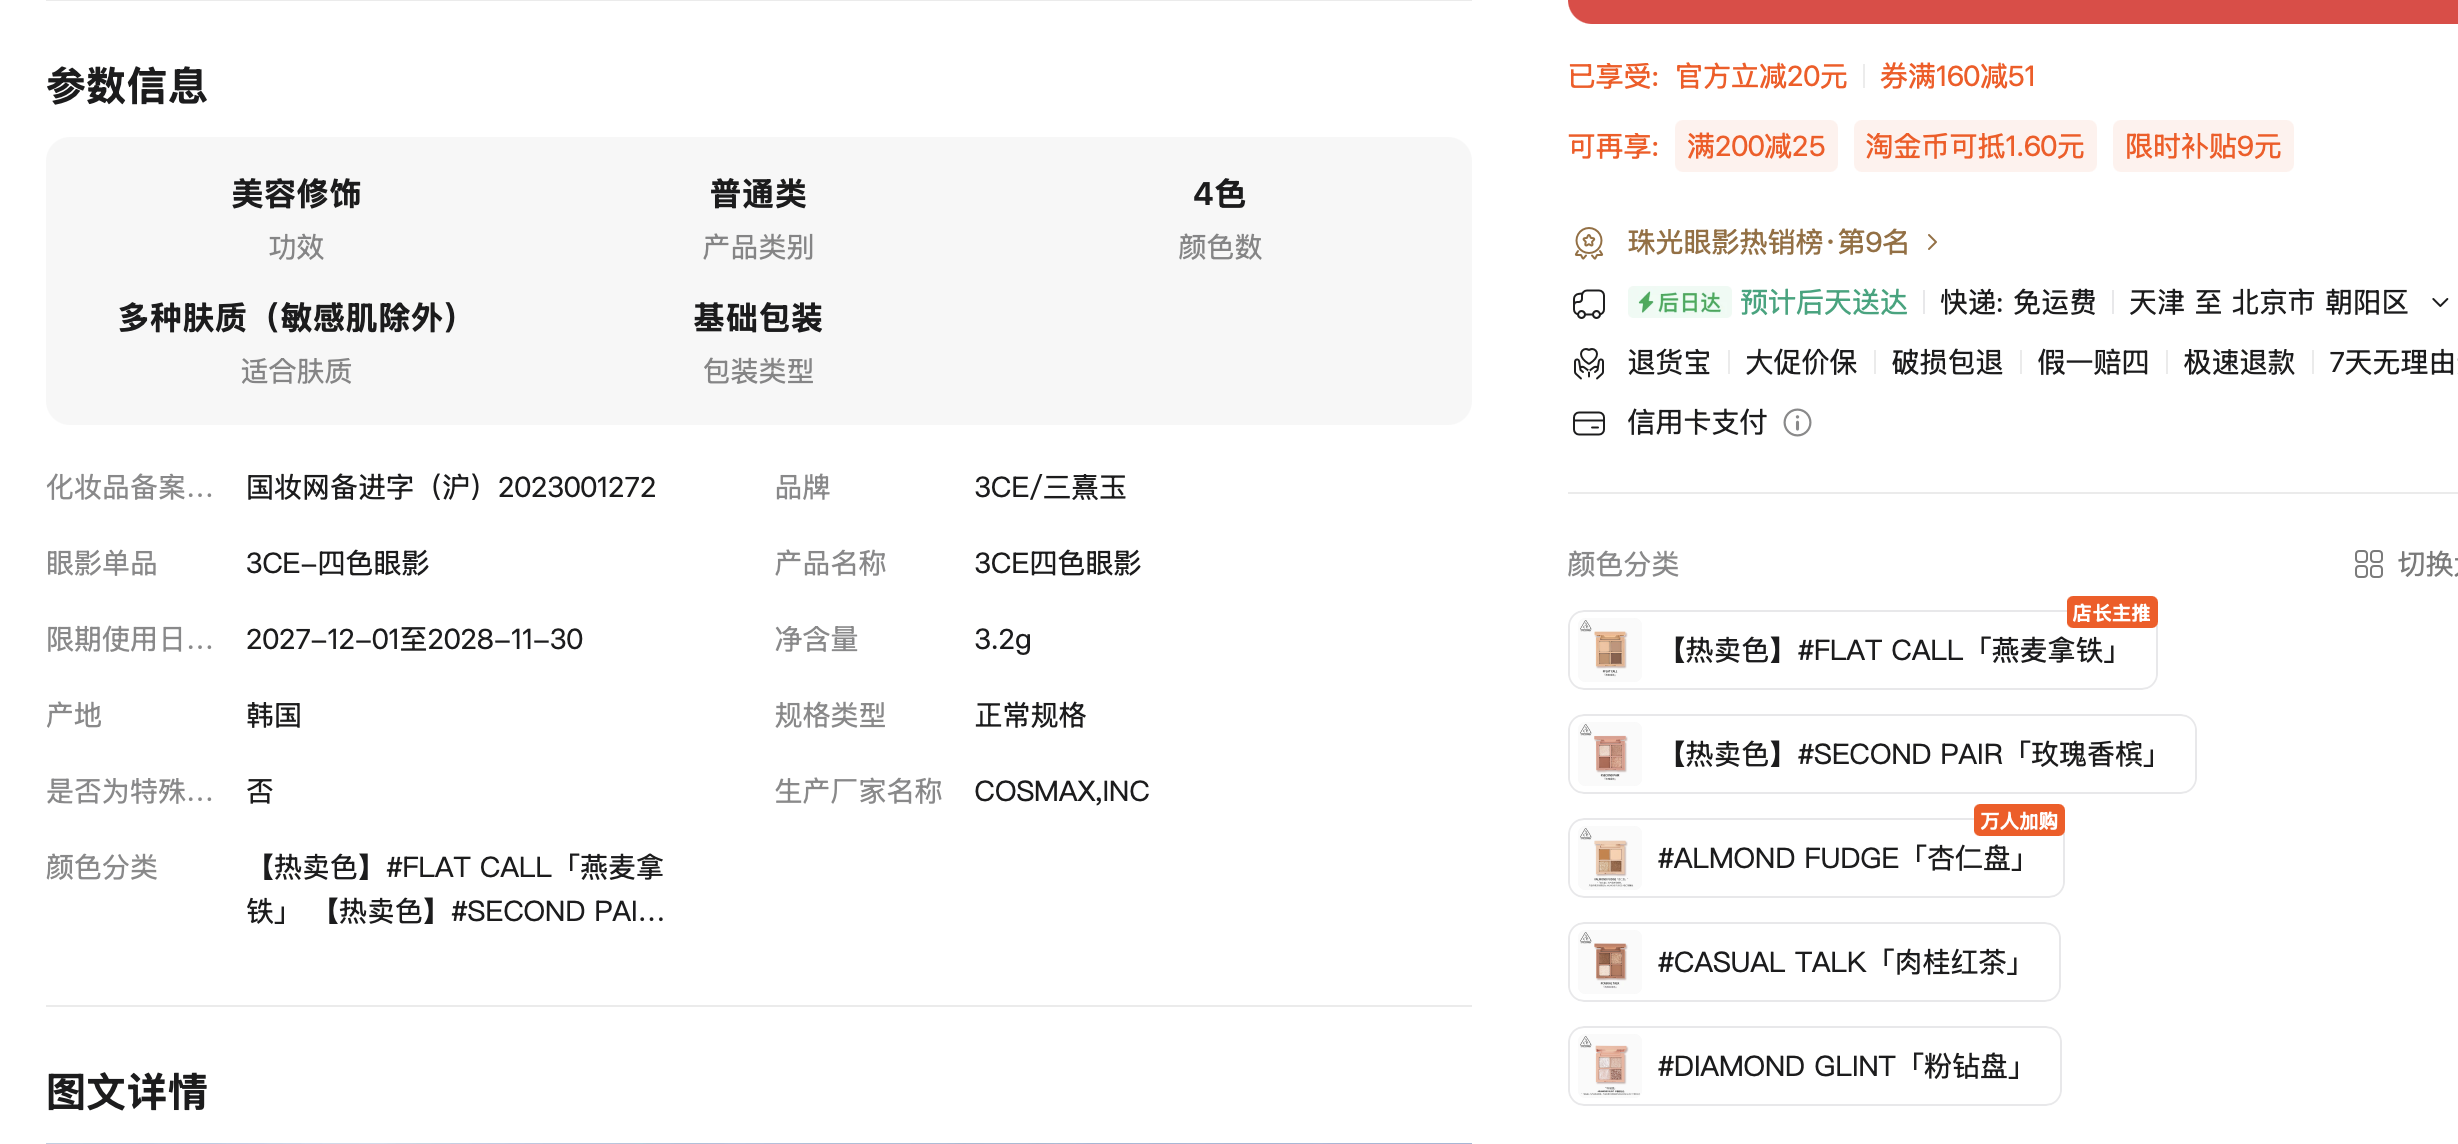 参数信息
美容修饰
功效
普通类
产品类别
4色
颜色数
多种肤质（敏感肌除外）
适合肤质
基础包装
包装类型
化妆品备案... 国妆网备进字（沪）2023001272
品牌 3CE/三熹玉
眼影单品 3CE-四色眼影
产品名称 3CE四色眼影
限期使用日... 2027-12-01至2028-11-30
净含量 3.2g
产地 韩国
规格类型 正常规格
是否为特殊... 否
生产厂家名称 COSMAX,INC
颜色分类 【热卖色】#FLAT CALL「燕麦拿
铁」 【热卖色】#SECOND PAI...
图文详情
已享受: 官方立减20元 券满160减51
可再享: 满200减25 淘金币可抵1.60元 限时补贴9元
珠光眼影热销榜·第9名
后日达 预计后天送达 快递: 免运费 天津 至 北京市 朝阳区
退货宝 大促价保 破损包退 假一赔四 极速退款 7天无理由
信用卡支付
颜色分类 切换
店长主推
【热卖色】#FLAT CALL「燕麦拿铁」
【热卖色】#SECOND PAIR「玫瑰香槟」
万人加购
#ALMOND FUDGE「杏仁盘」
#CASUAL TALK「肉桂红茶」
#DIAMOND GLINT「粉钻盘」